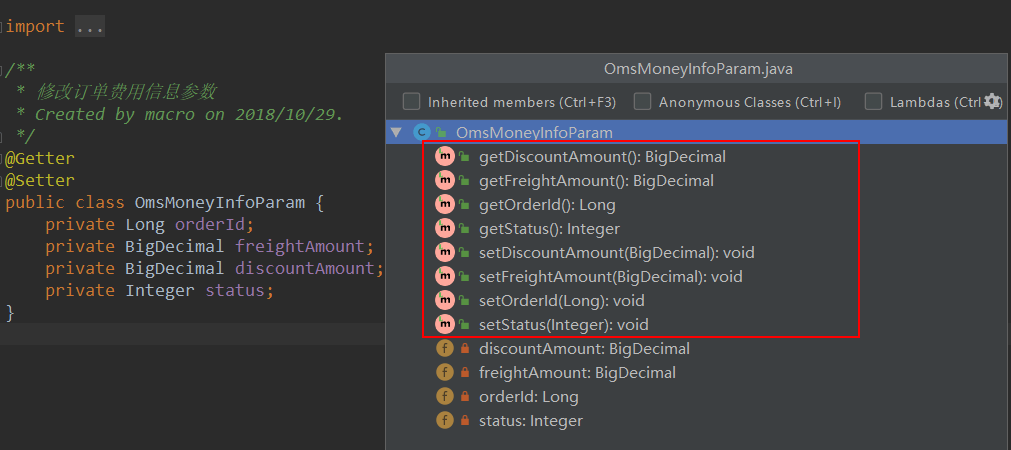 import ...
/**
* 修改订单费用信息参数
* Created by macro on 2018/10/29.
*/
@Getter
@Setter
public class OmsMoneyInfoParam {
private Long orderId;
private BigDecimal freightAmount;
private BigDecimal discountAmount;
private Integer status;
}
OmsMoneyInfoParam.java
Inherited members (Ctrl+F3) Anonymous Classes (Ctrl+I) Lambdas (Ctrl
C OmsMoneyInfoParam
m getDiscountAmount(): BigDecimal
m getFreightAmount(): BigDecimal
m getOrderId(): Long
m getStatus(): Integer
m setDiscountAmount(BigDecimal): void
m setFreightAmount(BigDecimal): void
m setOrderId(Long): void
m setStatus(Integer): void
f discountAmount: BigDecimal
f freightAmount: BigDecimal
f orderId: Long
f status: Integer